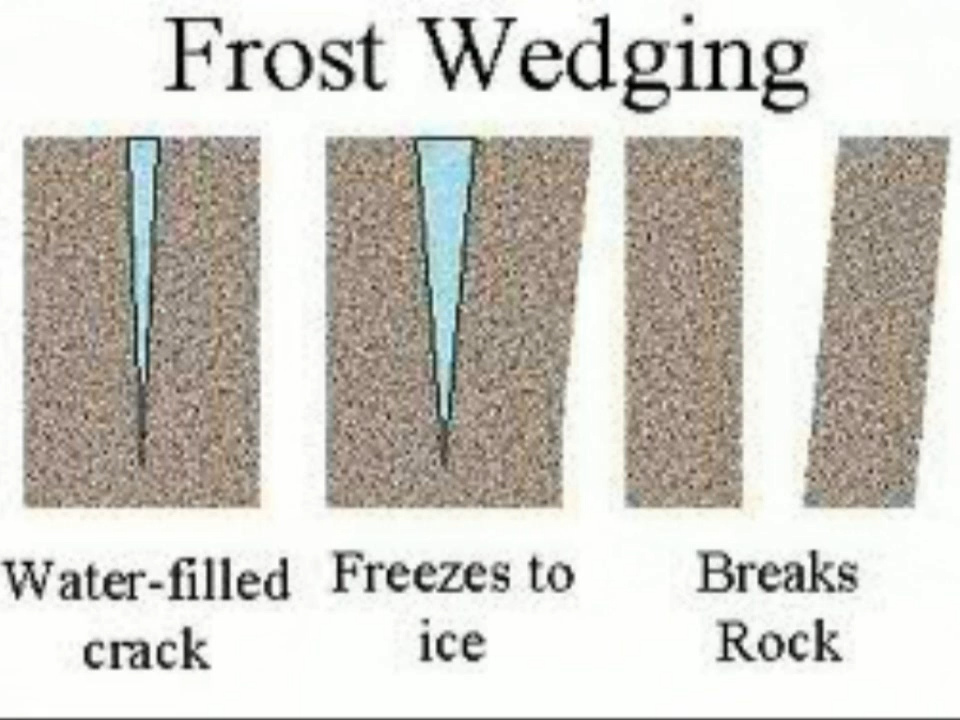 Frost Wedging
Water-filled
crack
Freezes to
ice
Breaks
Rock